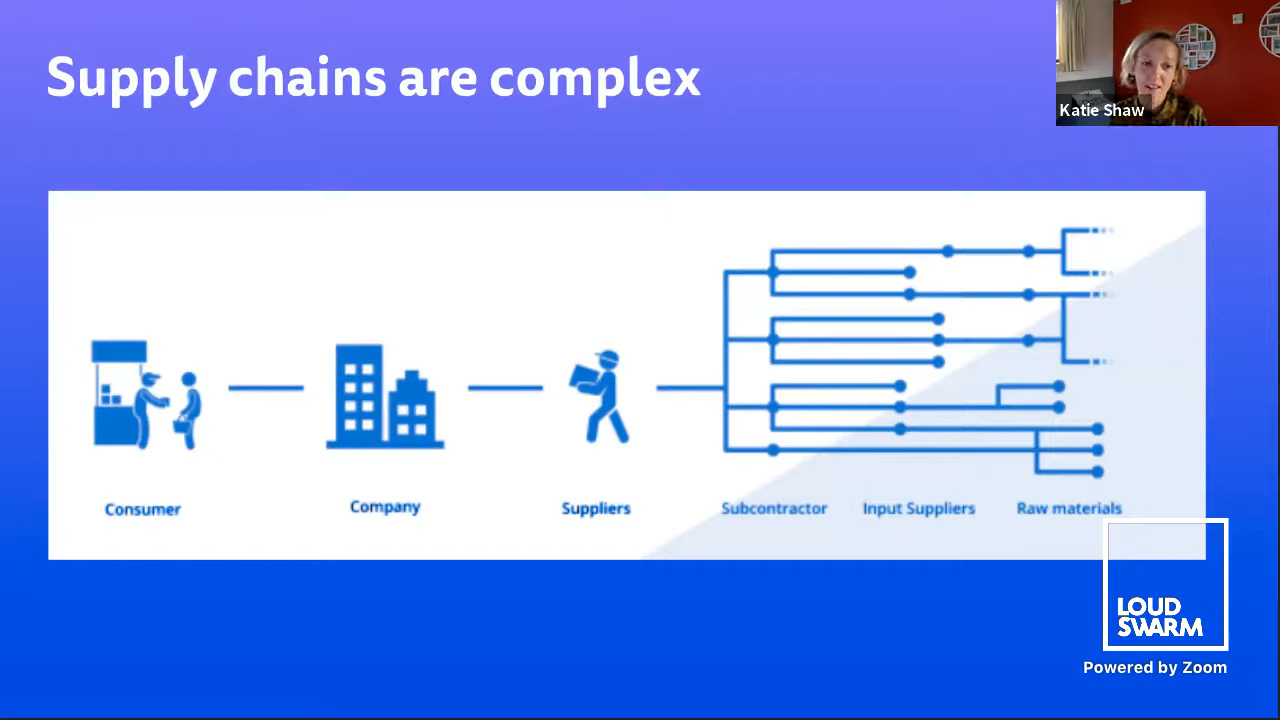 Supply chains are complex
Katie Shaw
Consumer
Company
Suppliers
Subcontractor
Input Suppliers
Raw materials
LOUD
SWARM
Powered by Zoom